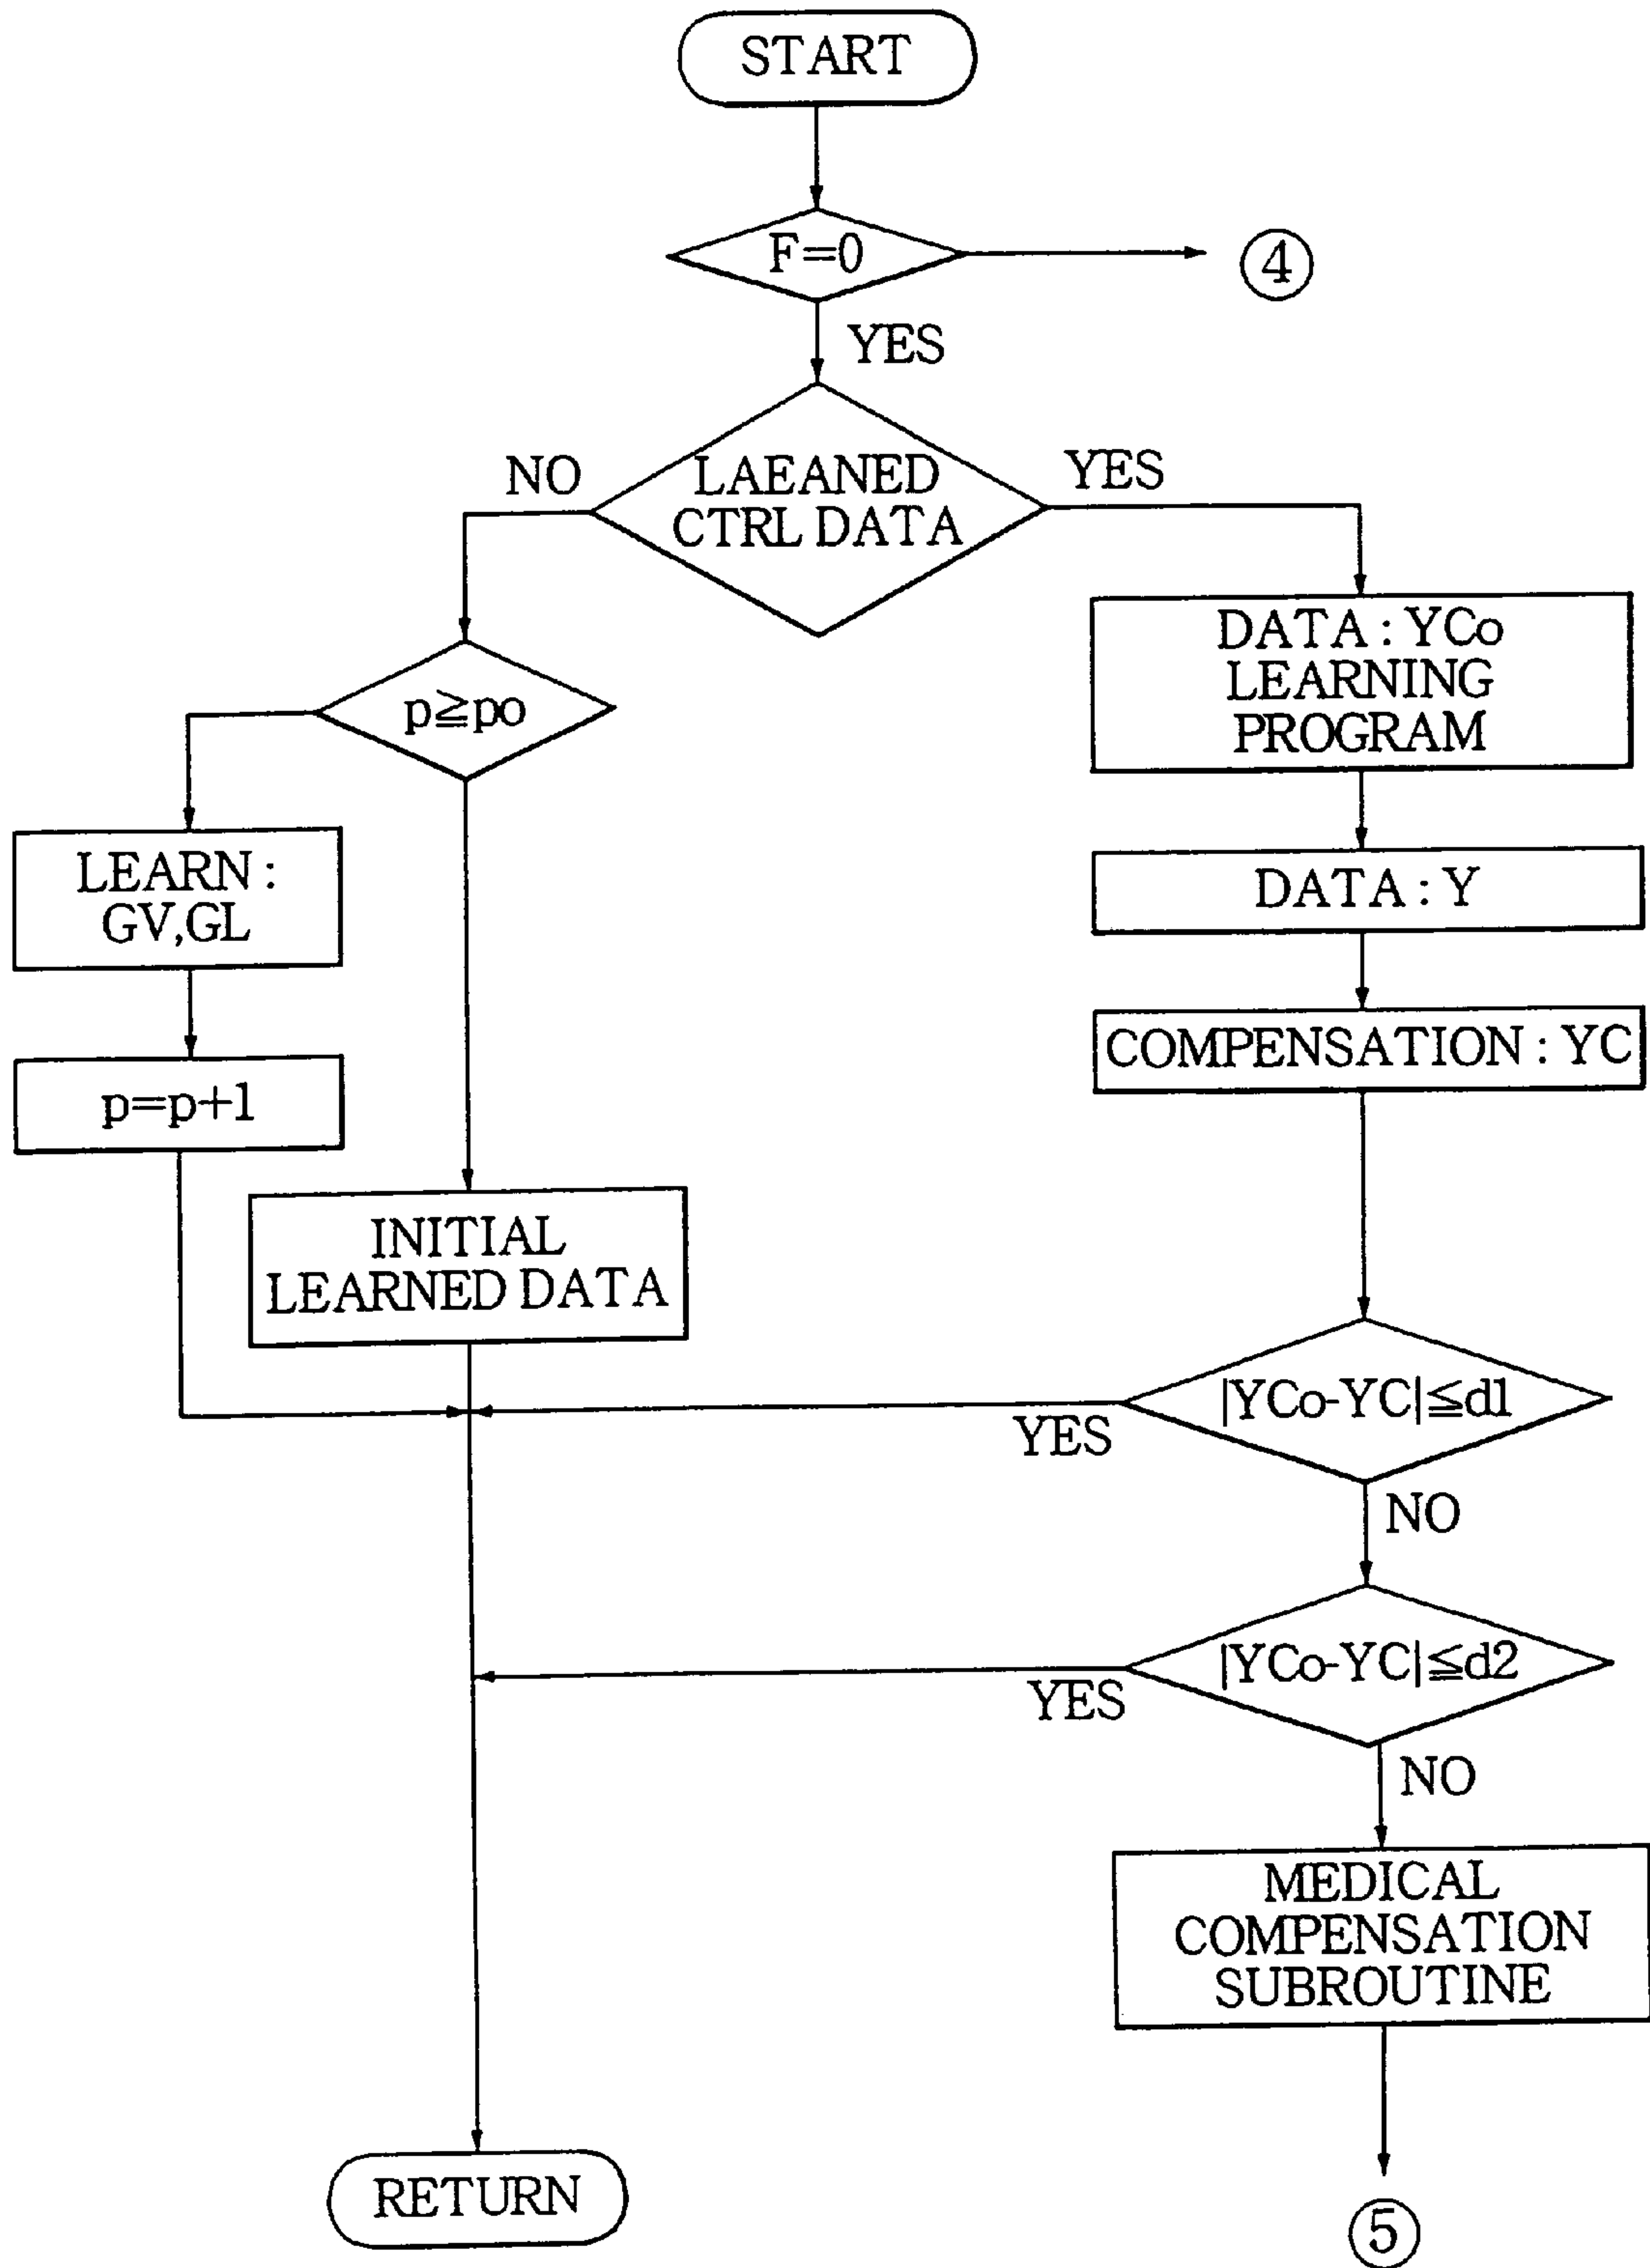 START
F=0
④
YES
NO
LAEANED
CTRL DATA
YES
DATA : YCo
LEARNING
PROGRAM
p≧po
LEARN :
GV,GL
DATA : Y
COMPENSATION : YC
p=p+1
INITIAL
LEARNED DATA
|YCo-YC|≦d1
YES
NO
|YCo-YC|≦d2
YES
NO
MEDICAL
COMPENSATION
SUBROUTINE
RETURN
⑤